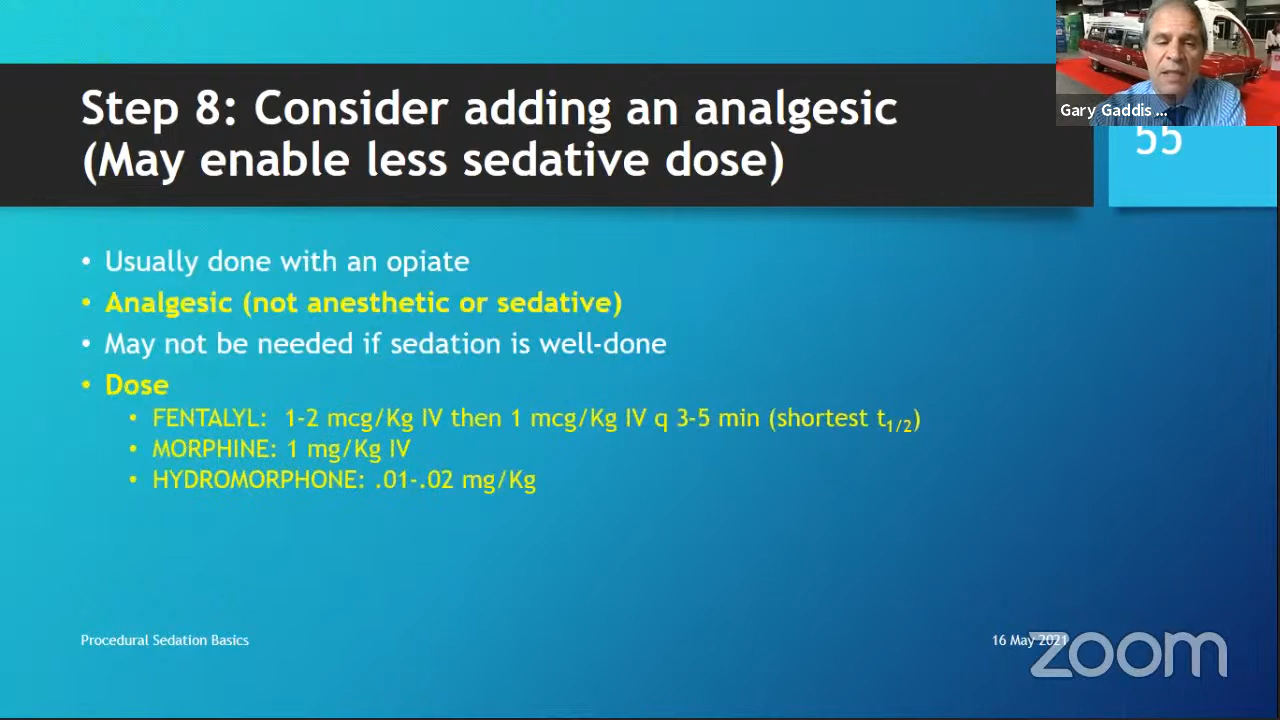 Step 8: Consider adding an analgesic
(May enable less sedative dose)
Gary Gaddis ...
55
• Usually done with an opiate
• Analgesic (not anesthetic or sedative)
• May not be needed if sedation is well-done
• Dose
• FENTALYL: 1-2 mcg/Kg IV then 1 mcg/Kg IV q 3-5 min (shortest t1/2)
• MORPHINE: 1 mg/Kg IV
• HYDROMORPHONE: .01-.02 mg/Kg
Procedural Sedation Basics
16 May 2021
zoom